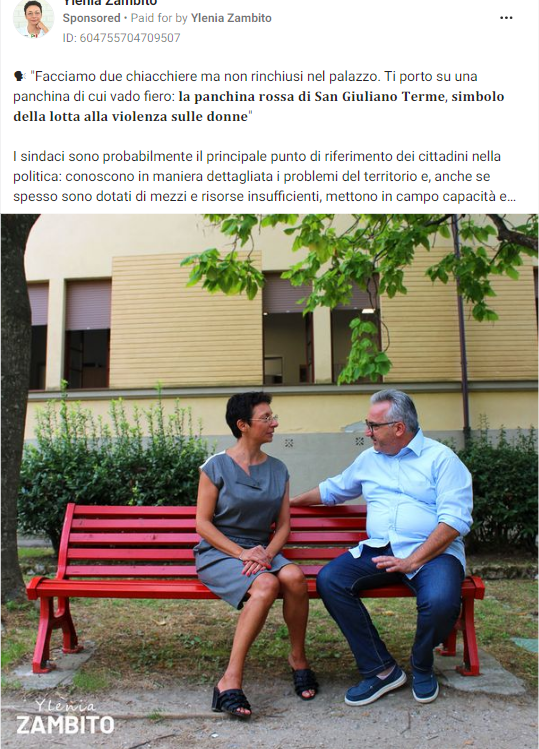 Ylenia Zambito
Sponsored • Paid for by Ylenia Zambito
ID: 604755704709507
🗣 "Facciamo due chiacchiere ma non rinchiusi nel palazzo. Ti porto su una
panchina di cui vado fiero: la panchina rossa di San Giuliano Terme, simbolo
della lotta alla violenza sulle donne"
I sindaci sono probabilmente il principale punto di riferimento dei cittadini nella
politica: conoscono in maniera dettagliata i problemi del territorio e, anche se
spesso sono dotati di mezzi e risorse insufficienti, mettono in campo capacità e...
Ylenia
ZAMBITO